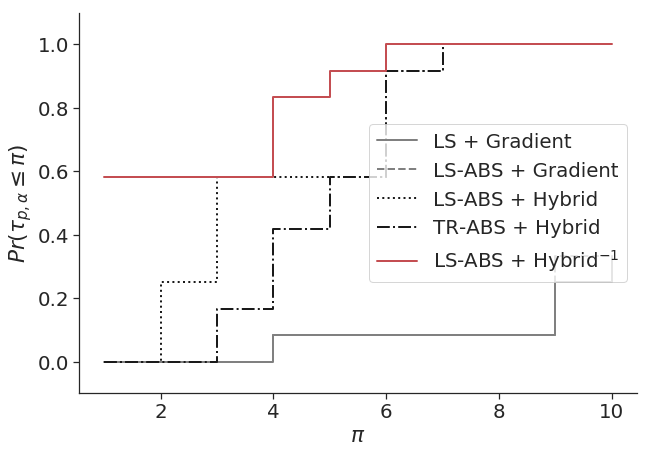 1.0
0.8
0.6
0.4
0.2
0.0
Pr(τ_{p, α} ≤ π)
LS + Gradient
LS-ABS + Gradient
LS-ABS + Hybrid
TR-ABS + Hybrid
LS-ABS + Hybrid⁻¹
2 4 6 8 10
π